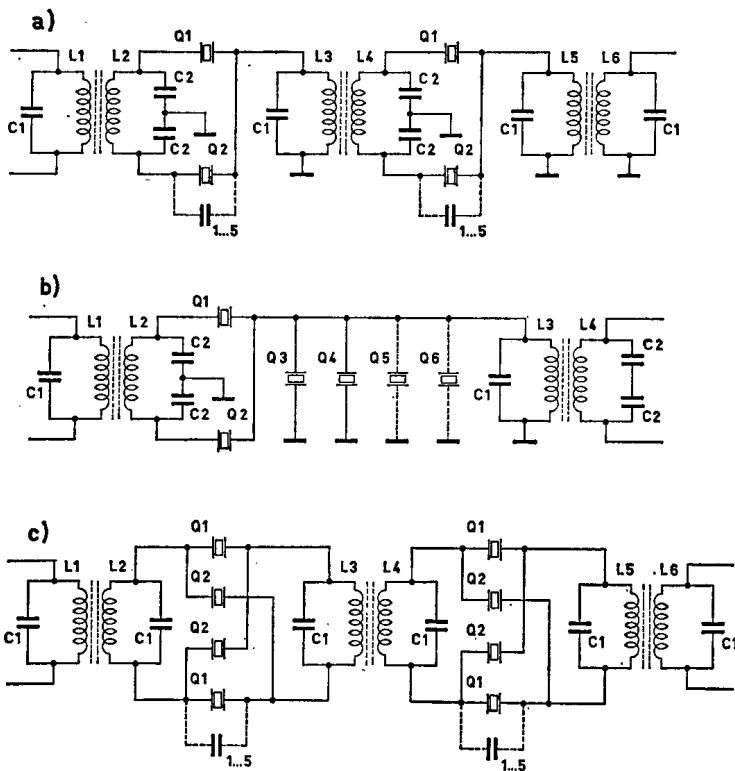 a)
Q1 Q1
L1 L2 L3 L4 L5 L6
C2 C2
C1 C1 C1 C1
C2 Q2 C2 Q2
1...5 1...5
b)
Q1
L1 L2 L3 L4
C2 C2
Q3 Q4 Q5 Q6
C1 C1
C2 Q2 C2
c)
Q1 Q1
L1 L2 Q2 L3 L4 Q2 L5 L6
C1 C1 Q2 C1 C1 Q2 C1 C1
Q1 Q1
1...5 1...5